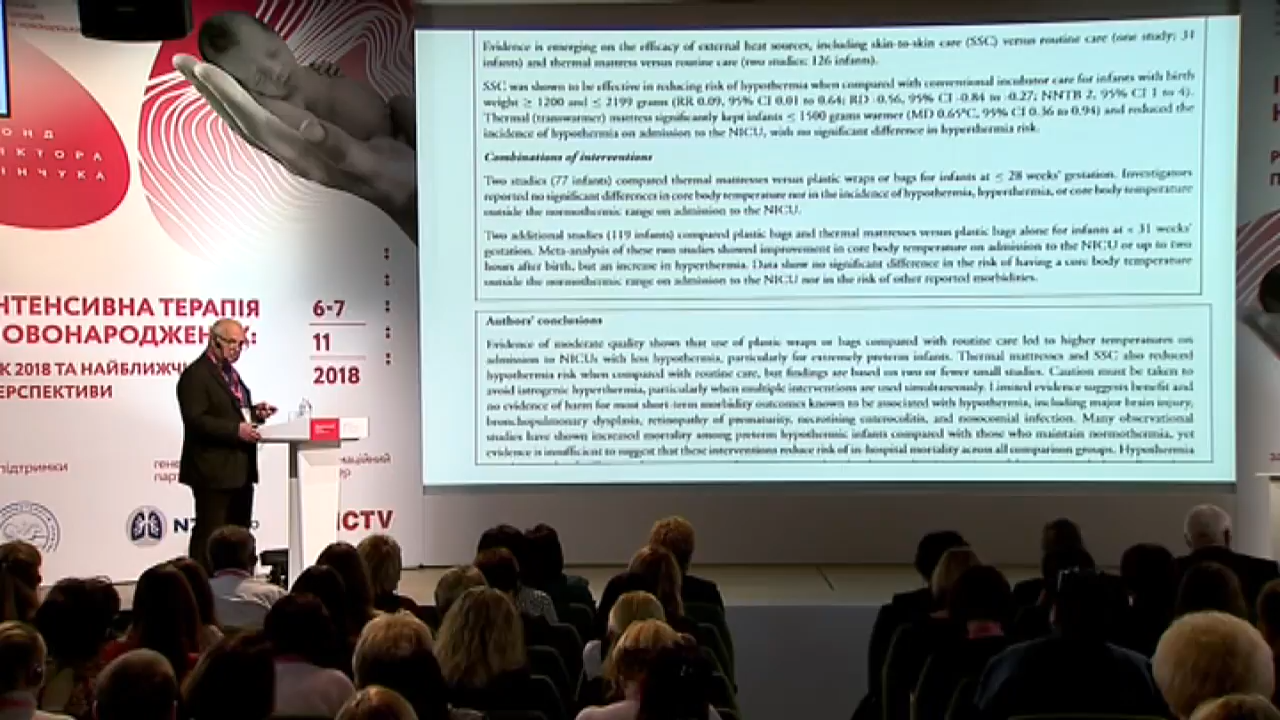 ОНД
ІКТОРА
ІНЧУКА
НТЕНСИВНА ТЕРАПІЯ
ОВОНАРОДЖЕНИХ:
К 2018 ТА НАЙБЛИЖЧ
ЕРСПЕКТИВИ
6-7
11
2018
підтримки
ICTV
Evidence is emerging on the efficacy of external heat sources, including skin-to-skin care (SSC) versus routine care (one study; 31
infants) and thermal mattress versus routine care (two studies; 126 infants).
SSC was shown to be effective in reducing risk of hypothermia when compared with conventional incubator care for infants with birth
weight ≥ 1200 and ≤ 2199 grams (RR 0.09, 95% CI 0.01 to 0.64; RD -0.56, 95% CI -0.84 to -0.27; NNTB 2, 95% CI 1 to 4).
Thermal (transwarmer) mattress significantly kept infants ≤ 1500 grams warmer (MD 0.65°C, 95% CI 0.36 to 0.94) and reduced the
incidence of hypothermia on admission to the NICU, with no significant difference in hyperthermia risk.
Combinations of interventions
Two studies (77 infants) compared thermal mattresses versus plastic wraps or bags for infants at ≤ 28 weeks' gestation. Investigators
reported no significant differences in core body temperature nor in the incidence of hypothermia, hyperthermia, or core body temperature
outside the normothermic range on admission to the NICU.
Two additional studies (119 infants) compared plastic bags and thermal mattresses versus plastic bags alone for infants at < 31 weeks'
gestation. Meta-analysis of these two studies showed improvement in core body temperature on admission to the NICU or up to two
hours after birth, but an increase in hyperthermia. Data show no significant difference in the risk of having a core body temperature
outside the normothermic range on admission to the NICU nor in the risk of other reported morbidities.
Authors' conclusions
Evidence of moderate quality shows that use of plastic wraps or bags compared with routine care led to higher temperatures on
admission to NICUs with less hypothermia, particularly for extremely preterm infants. Thermal mattresses and SSC also reduced
hypothermia risk when compared with routine care, but findings are based on two or fewer small studies. Caution must be taken to
avoid iatrogenic hyperthermia, particularly when multiple interventions are used simultaneously. Limited evidence suggests benefit and
no evidence of harm for most short-term morbidity outcomes known to be associated with hypothermia, including major brain injury,
bronchopulmonary dysplasia, retinopathy of prematurity, necrotising enterocolitis, and nosocomial infection. Many observational
studies have shown increased mortality among preterm hypothermic infants compared with those who maintain normothermia, yet
evidence is insufficient to suggest that these interventions reduce risk of in-hospital mortality across all comparison groups. Hypothermia